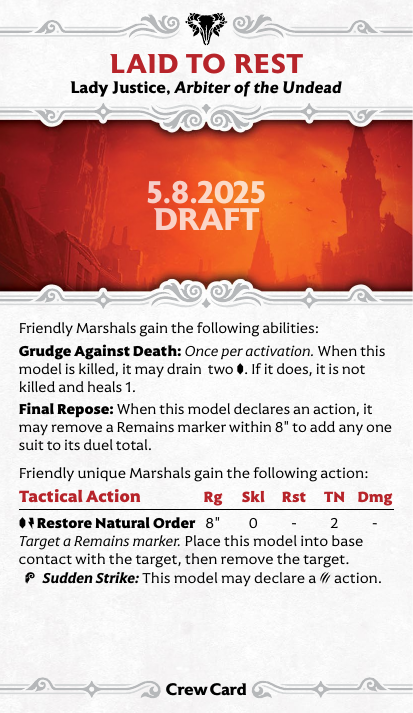 LAID TO REST
Lady Justice, Arbiter of the Undead
5.8.2025
DRAFT
Friendly Marshals gain the following abilities:
Grudge Against Death: Once per activation. When this
model is killed, it may drain two . If it does, it is not
killed and heals 1.
Final Repose: When this model declares an action, it
may remove a Remains marker within 8" to add any one
suit to its duel total.
Friendly unique Marshals gain the following action:
Tactical Action Rg Skl Rst TN Dmg
Restore Natural Order 8" 0 - 2 -
Target a Remains marker. Place this model into base
contact with the target, then remove the target.
Sudden Strike: This model may declare a action.
Crew Card